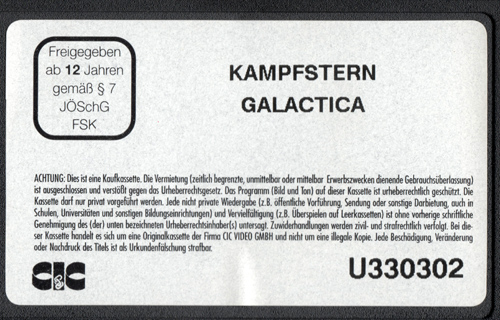 Freigegeben
ab 12 Jahren
gemäß § 7
JÖSchG
FSK
KAMPFSTERN
GALACTICA
ACHTUNG: Dies ist eine Kaufkassette. Die Vermietung (zeitlich begrenzte, unmittelbar oder mittelbar Erwerbszwecken dienende Gebrauchsüberlassung)
ist ausgeschlossen und verstößt gegen das Urheberrechtsgesetz. Das Programm (Bild und Ton) auf dieser Kassette ist urheberrechtlich geschützt. Die
Kassette darf nur privat vorgeführt werden. Jede nicht private Wiedergabe (z.B. öffentliche Vorführung, Sendung oder sonstige Darbietung, auch in
Schulen, Universitäten und sonstigen Bildungseinrichtungen) und Vervielfältigung (z.B. Überspielen auf Leerkassetten) ist ohne vorherige schriftliche
Genehmigung des (der) unten bezeichneten Urheberrechtsinhaber(s) untersagt. Zuwiderhandlungen werden zivil- und strafrechtlich verfolgt. Bei die-
ser Kassette handelt es sich um eine Originalkassette der Firma CIC VIDEO GMBH und nicht um eine illegale Kopie. Jede Beschädigung, Veränderung
oder Nachdruck des Titels ist als Urkundenfälschung strafbar.
CIC
U330302